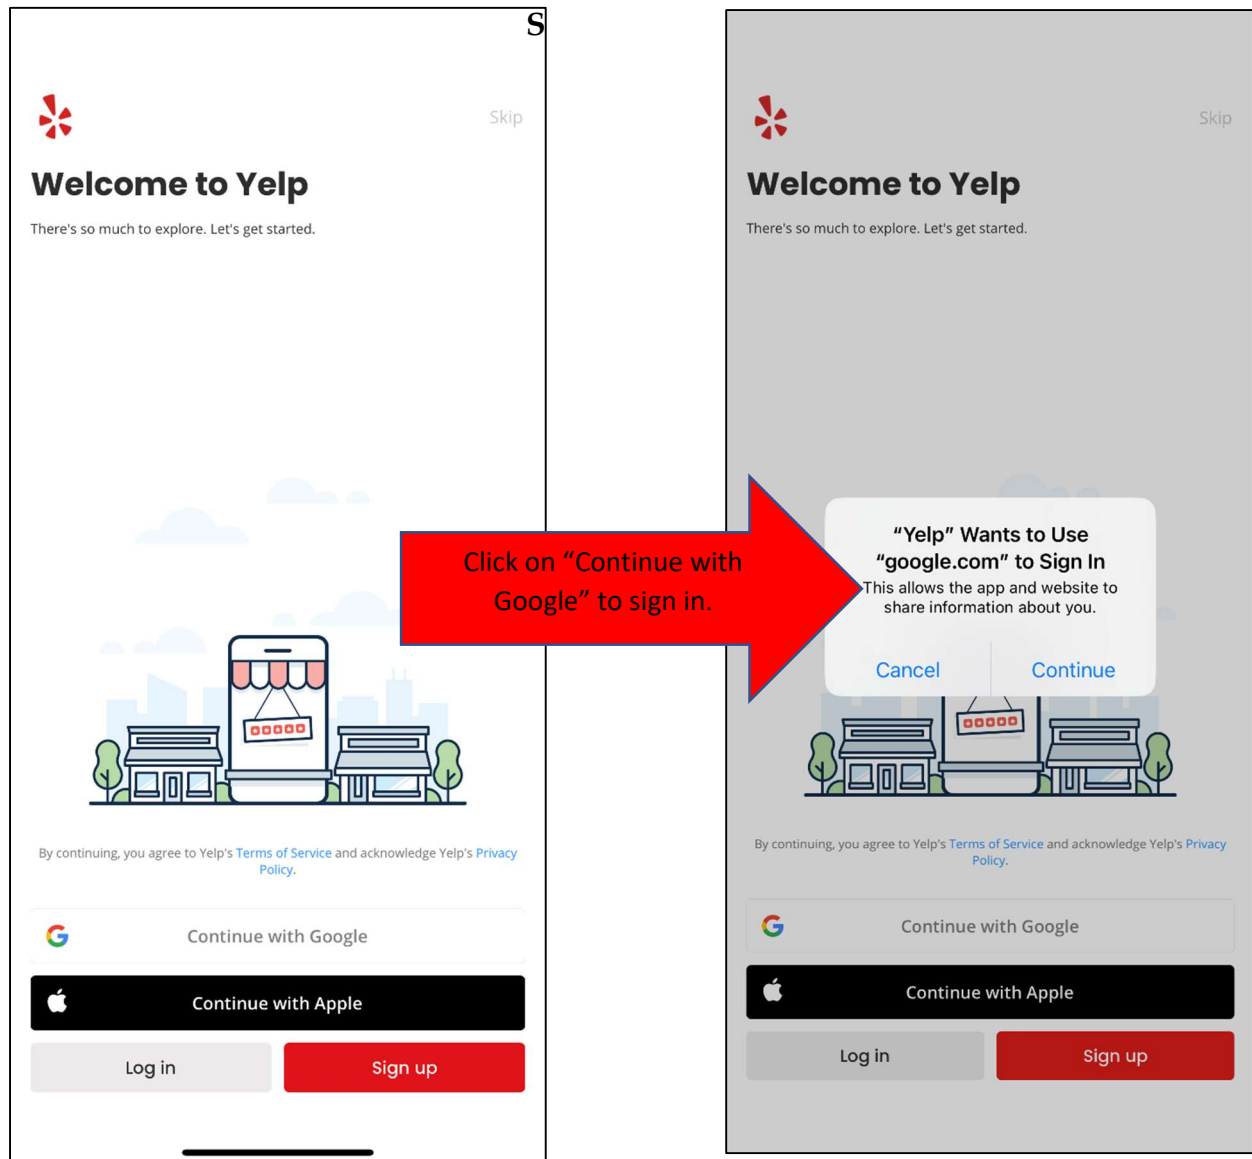 S
Skip
Welcome to Yelp
There's so much to explore. Let's get started.
By continuing, you agree to Yelp's Terms of Service and acknowledge Yelp's Privacy
Policy.
Continue with Google
Continue with Apple
Log in
Sign up
Click on “Continue with
Google” to sign in.
Skip
Welcome to Yelp
There's so much to explore. Let's get started.
“Yelp” Wants to Use
“google.com” to Sign In
This allows the app and website to
share information about you.
Cancel
Continue
By continuing, you agree to Yelp's Terms of Service and acknowledge Yelp's Privacy
Policy.
Continue with Google
Continue with Apple
Log in
Sign up